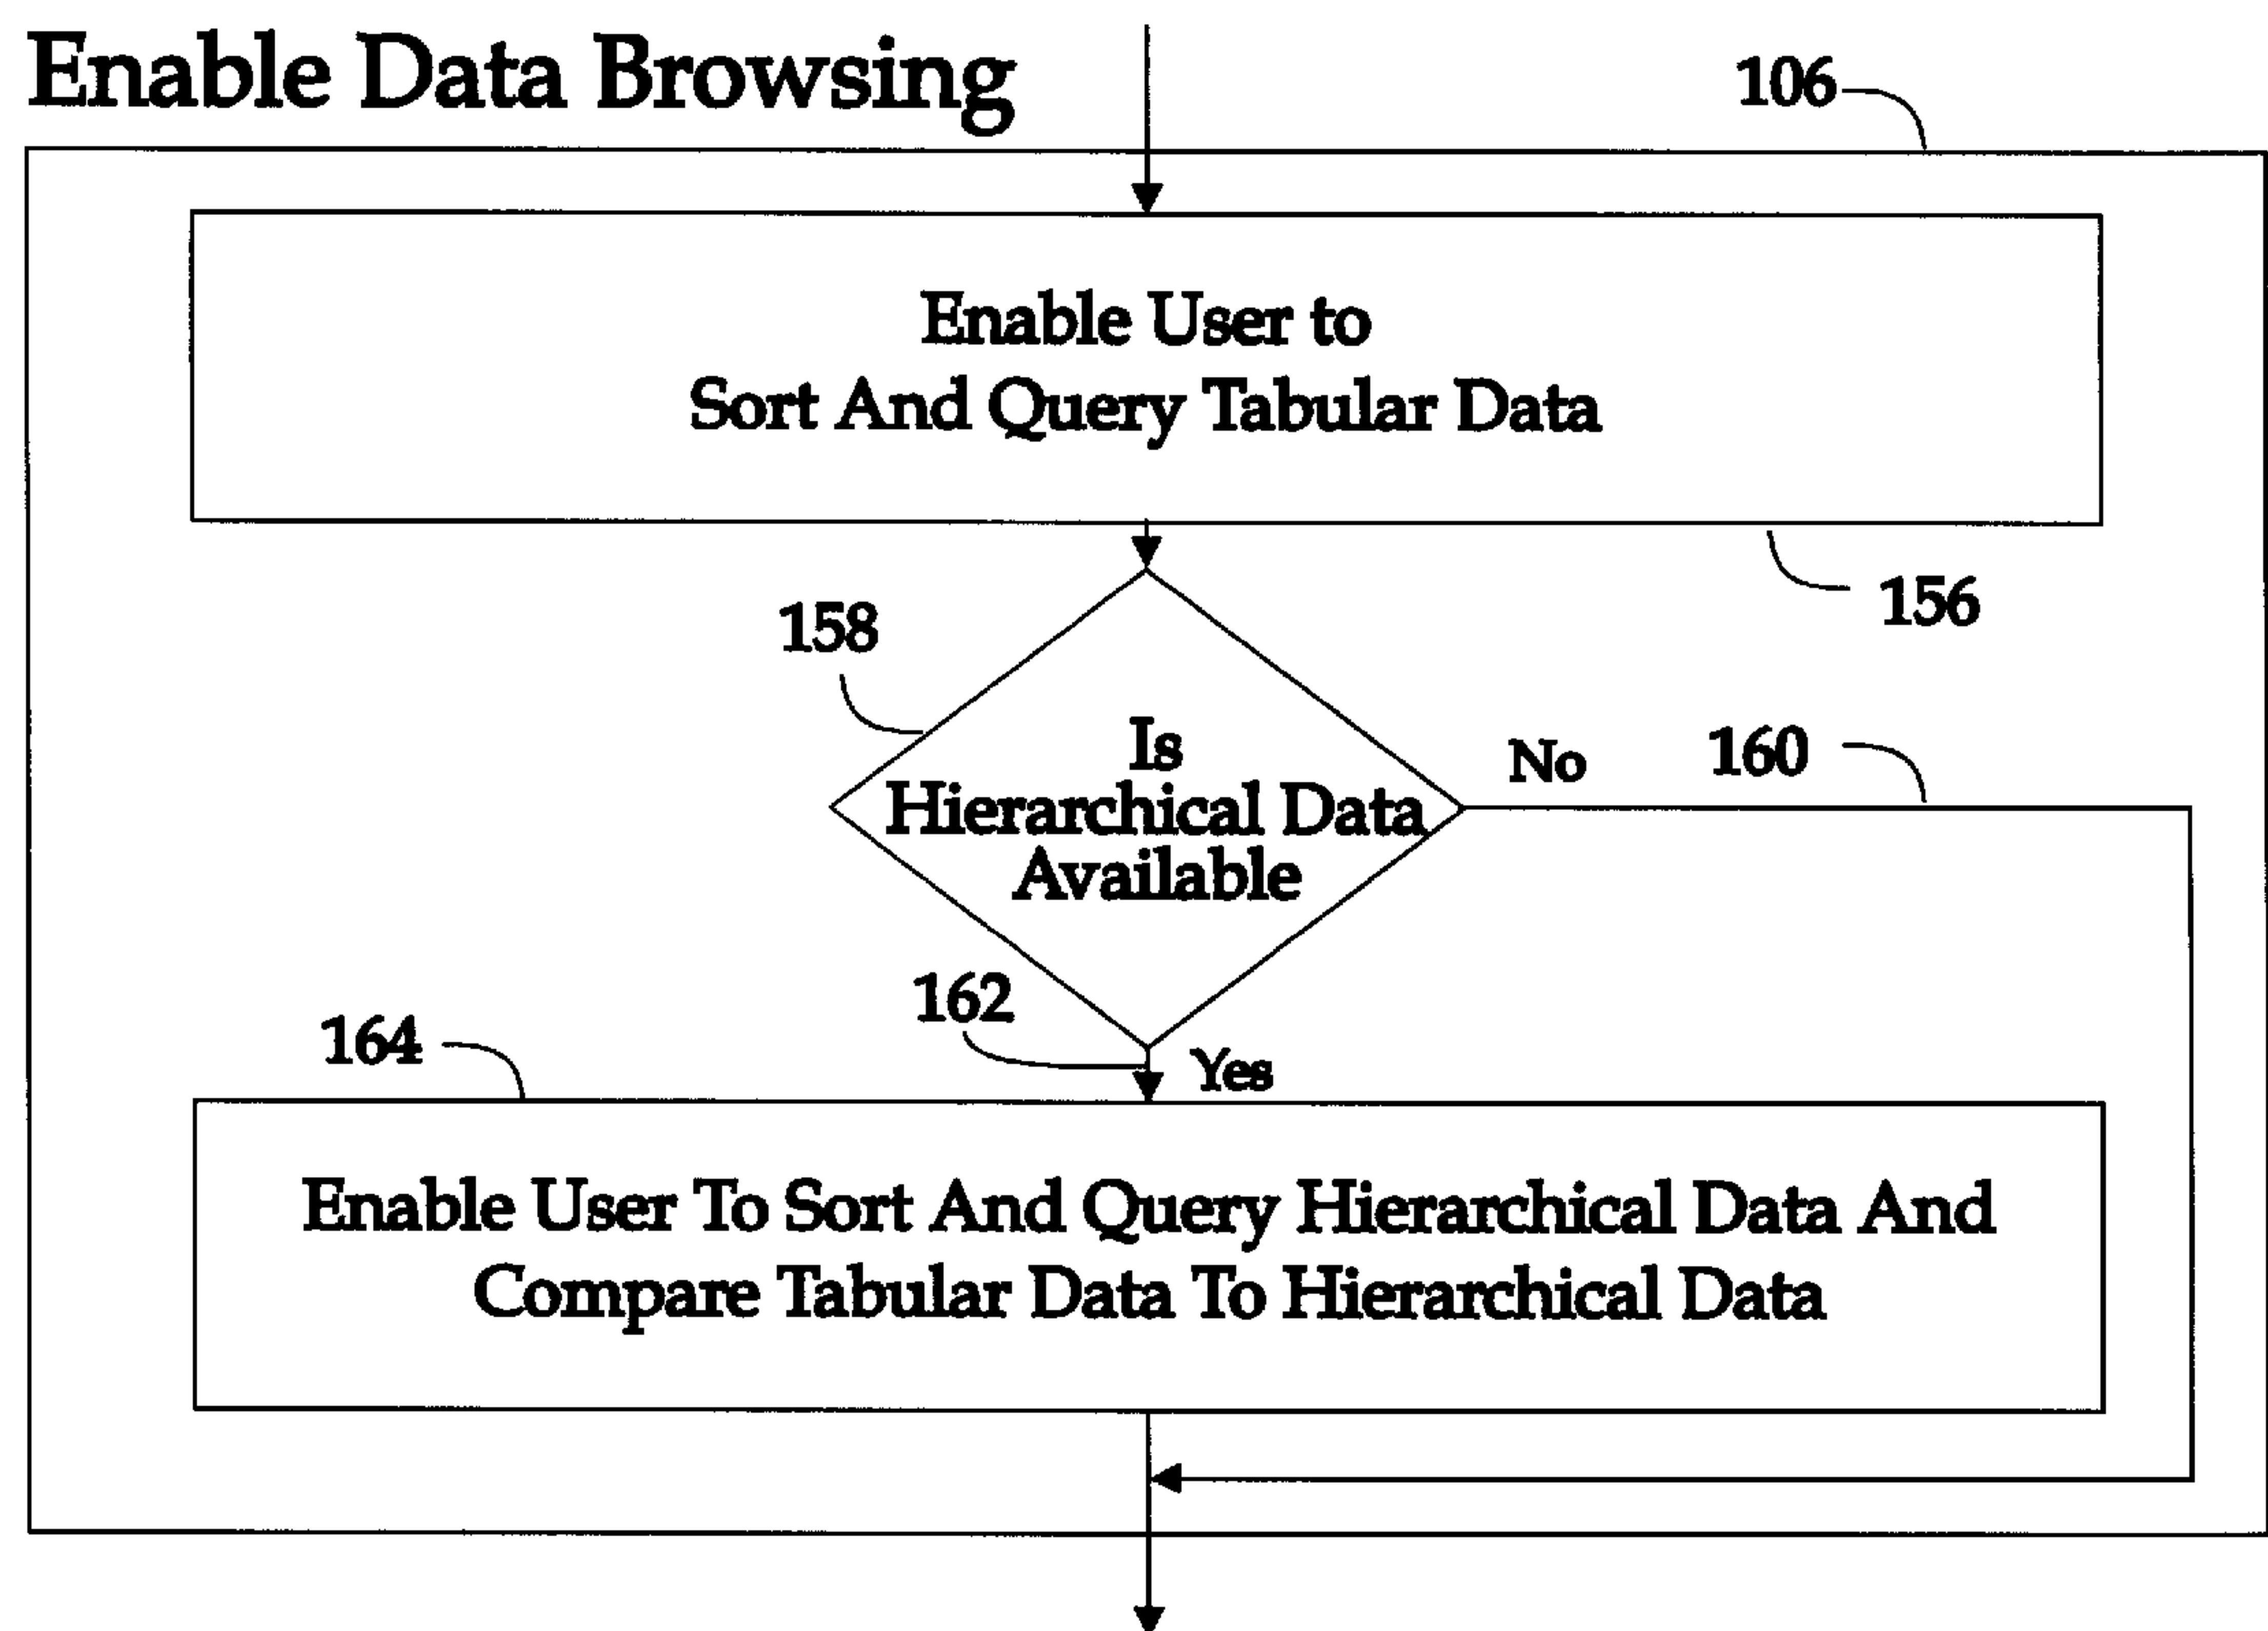 Enable Data Browsing
106
Enable User to
Sort And Query Tabular Data
156
158
Is
Hierarchical Data
Available
No
160
162
Yes
164
Enable User To Sort And Query Hierarchical Data And
Compare Tabular Data To Hierarchical Data